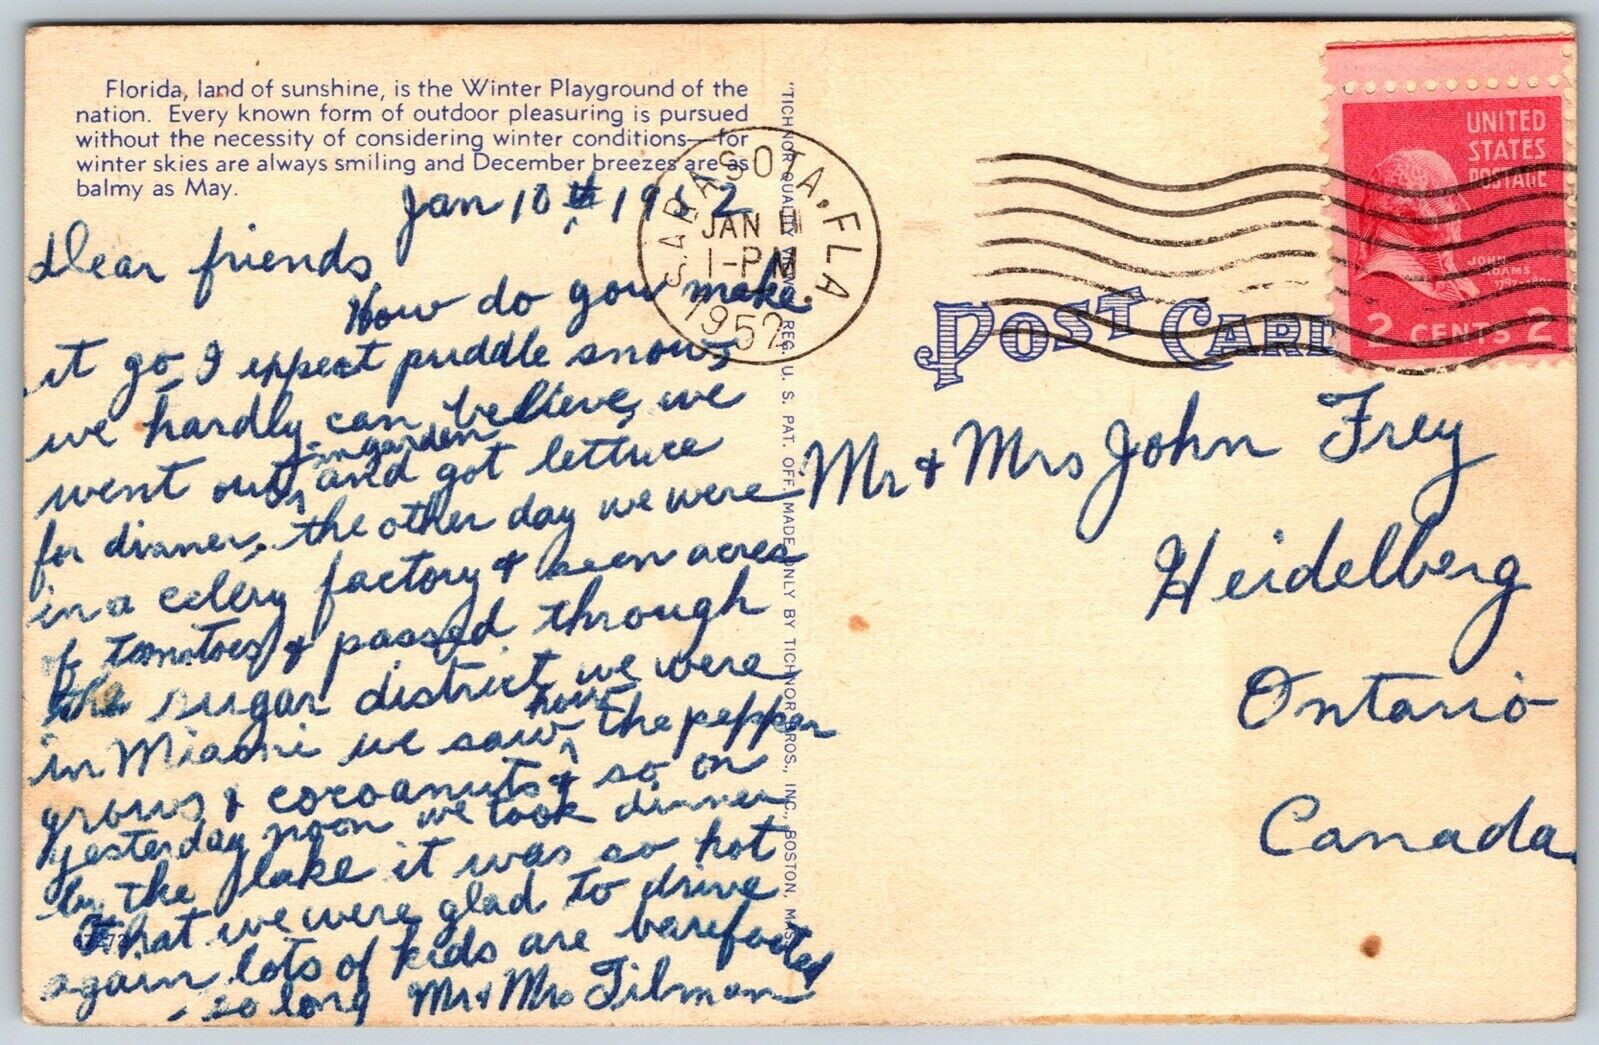 Florida, land of sunshine, is the Winter Playground of the
nation. Every known form of outdoor pleasuring is pursued
without the necessity of considering winter conditions—for
winter skies are always smiling and December breezes are as
balmy as May.
Jan 10 th 1952
Dear friends
How do you make
it go I expect puddle snow,
we hardly can believe, we
went out in garden and got lettuce
for dinner, the other day we were
in a celery factory & seen acres
of tomatoes & passed through
the sugar district we were
in Miami we saw how the pepper
grows & cocoanuts & so on
yesterday noon we took dinner
by the lake it was so hot
that we were glad to drive
again lots of kids are barefooted
so long Mr & Mrs Tilman
"TICHNOR QUALITY VIEWS," REG. U. S. PAT. OFF. MADE ONLY BY TICHNOR BROS., INC., BOSTON, MASS.
SARASOTA, FLA
JAN 11
1-PM
1952
UNITED
STATES
POSTAGE
JOHN
ADAMS
2 CENTS 2
POST CARD
Mr & Mrs John Frey
Heidelberg
Ontario
Canada.